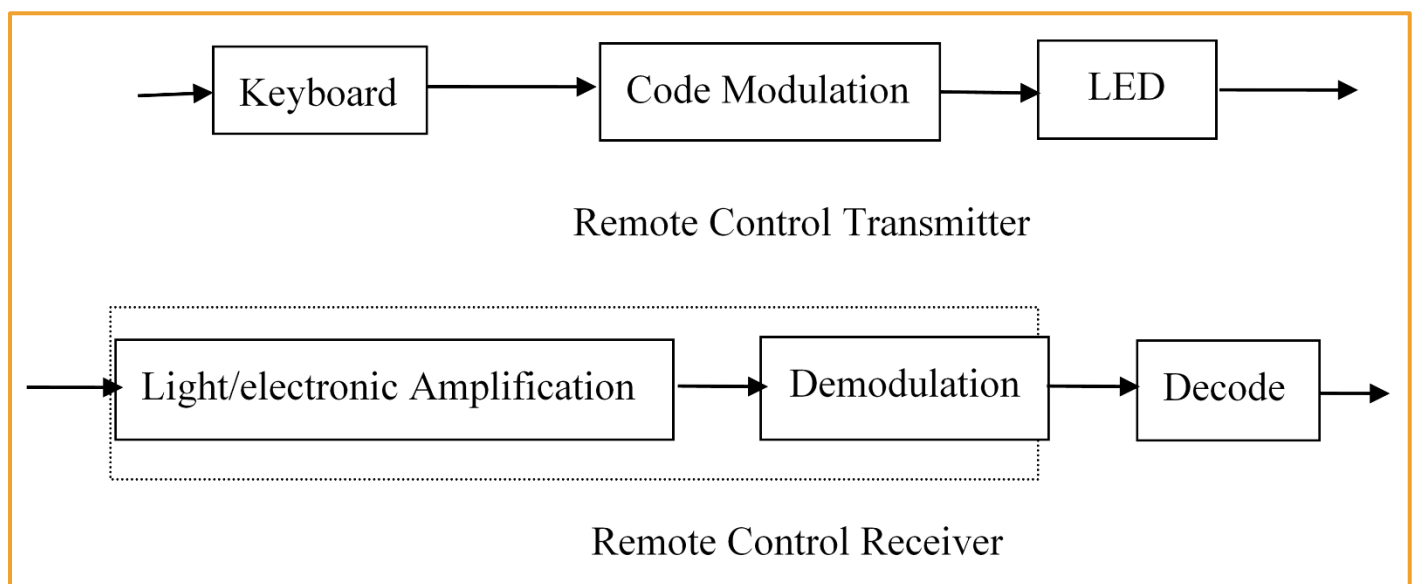 Keyboard
Code Modulation
LED
Remote Control Transmitter
Light/electronic Amplification
Demodulation
Decode
Remote Control Receiver